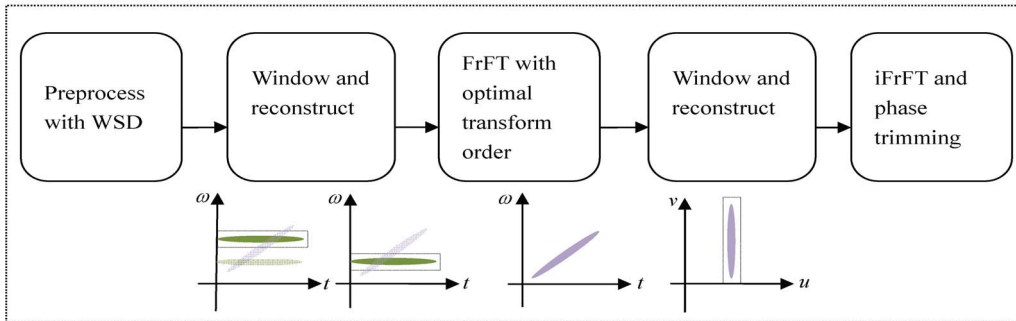 Preprocess
with WSD
Window and
reconstruct
FrFT with
optimal
transform
order
Window and
reconstruct
iFrFT and
phase
trimming
ω
t
ω
t
ω
t
v
u